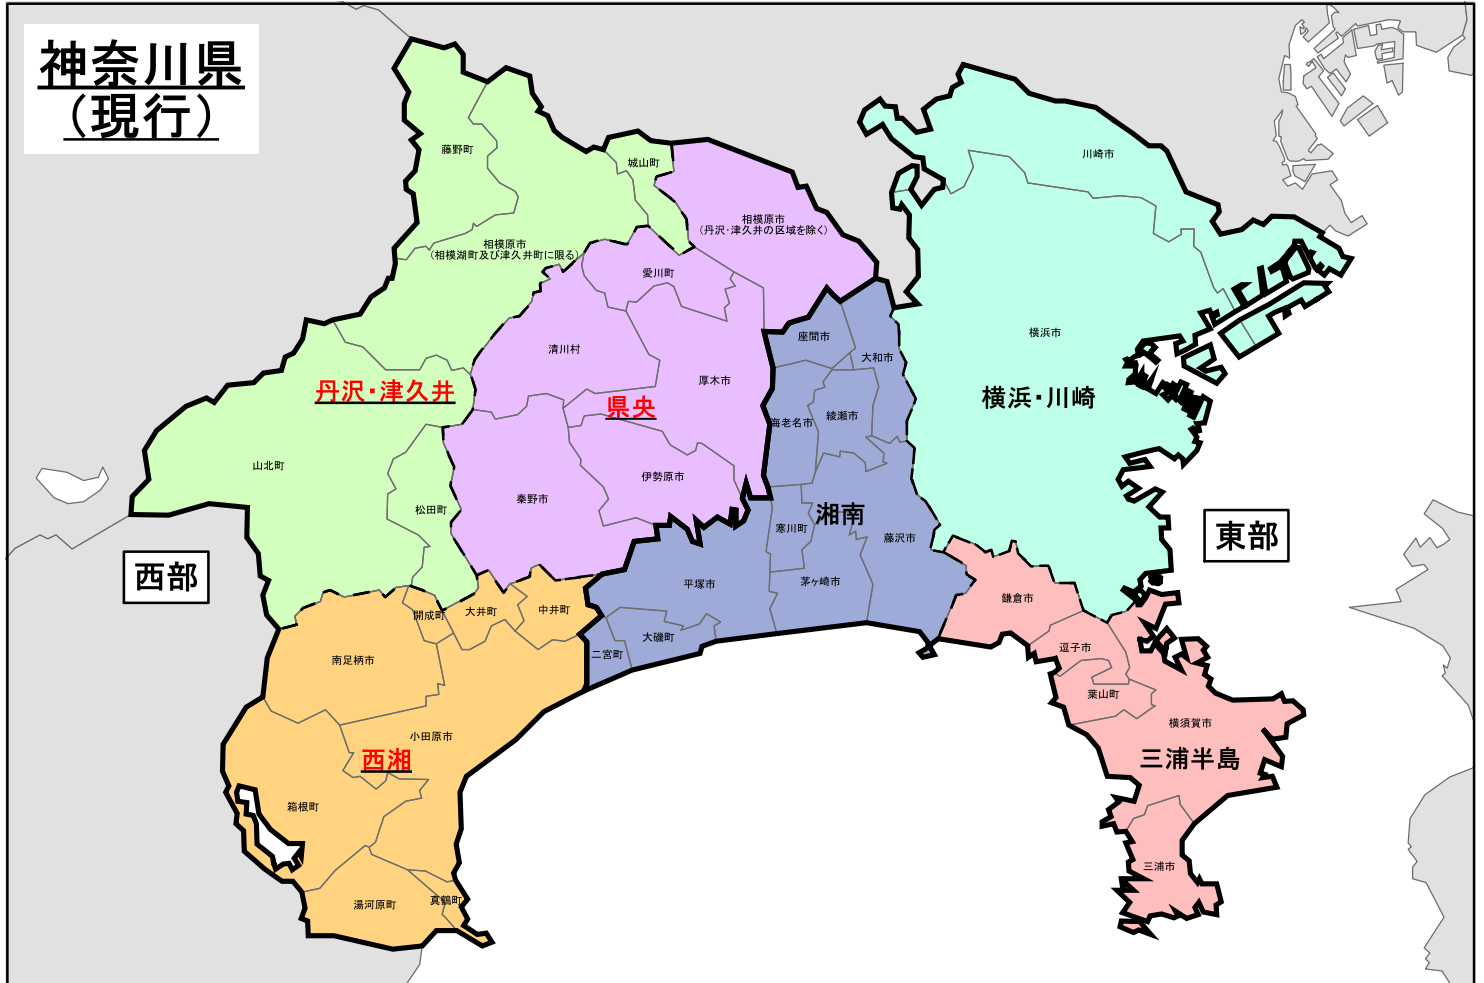 神奈川県
（現行）
藤野町
城山町
川崎市
相模原市
（丹沢・津久井の区域を除く）
相模原市
（相模湖町及び津久井町に限る）
愛川町
横浜市
座間市
清川村
大和市
厚木市
丹沢・津久井
県央
横浜・川崎
綾瀬市
海老名市
山北町
伊勢原市
秦野市
松田町
湘南
寒川町
東部
藤沢市
西部
平塚市
茅ヶ崎市
鎌倉市
開成町
大井町
中井町
大磯町
二宮町
逗子市
南足柄市
葉山町
横須賀市
小田原市
西湘
三浦半島
箱根町
三浦市
真鶴町
湯河原町